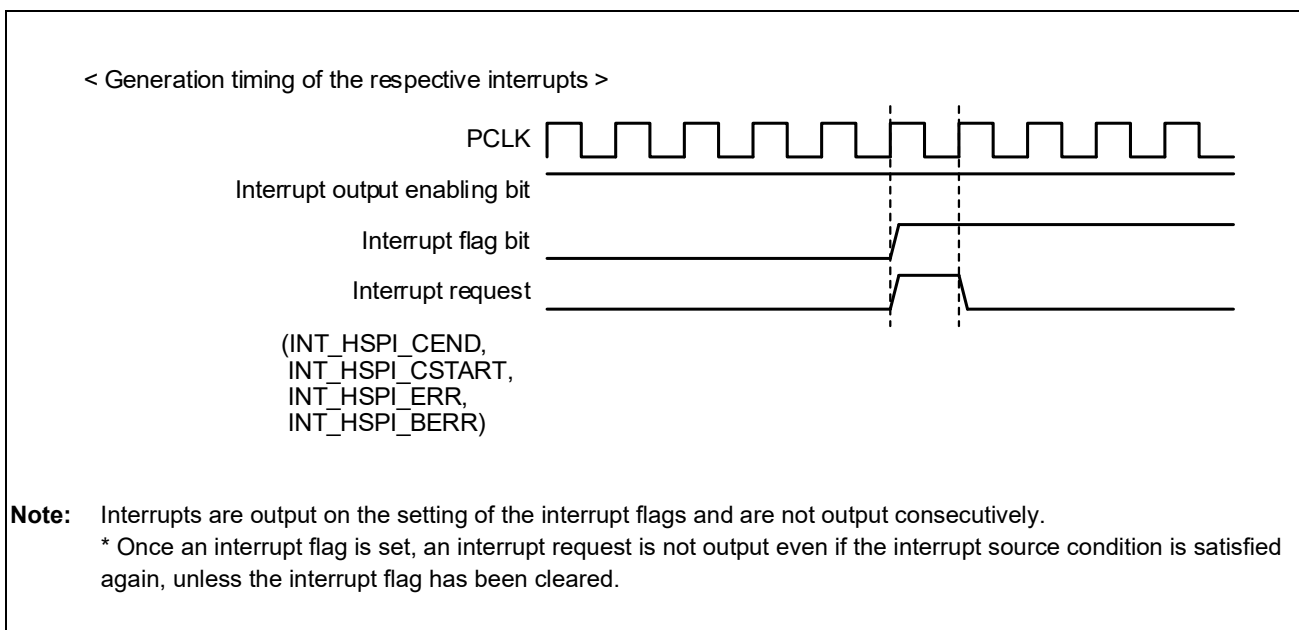 < Generation timing of the respective interrupts >
PCLK
Interrupt output enabling bit
Interrupt flag bit
Interrupt request
(INT_HSPI_CEND,
INT_HSPI_CSTART,
INT_HSPI_ERR,
INT_HSPI_BERR)
Note: Interrupts are output on the setting of the interrupt flags and are not output consecutively.
* Once an interrupt flag is set, an interrupt request is not output even if the interrupt source condition is satisfied
again, unless the interrupt flag has been cleared.